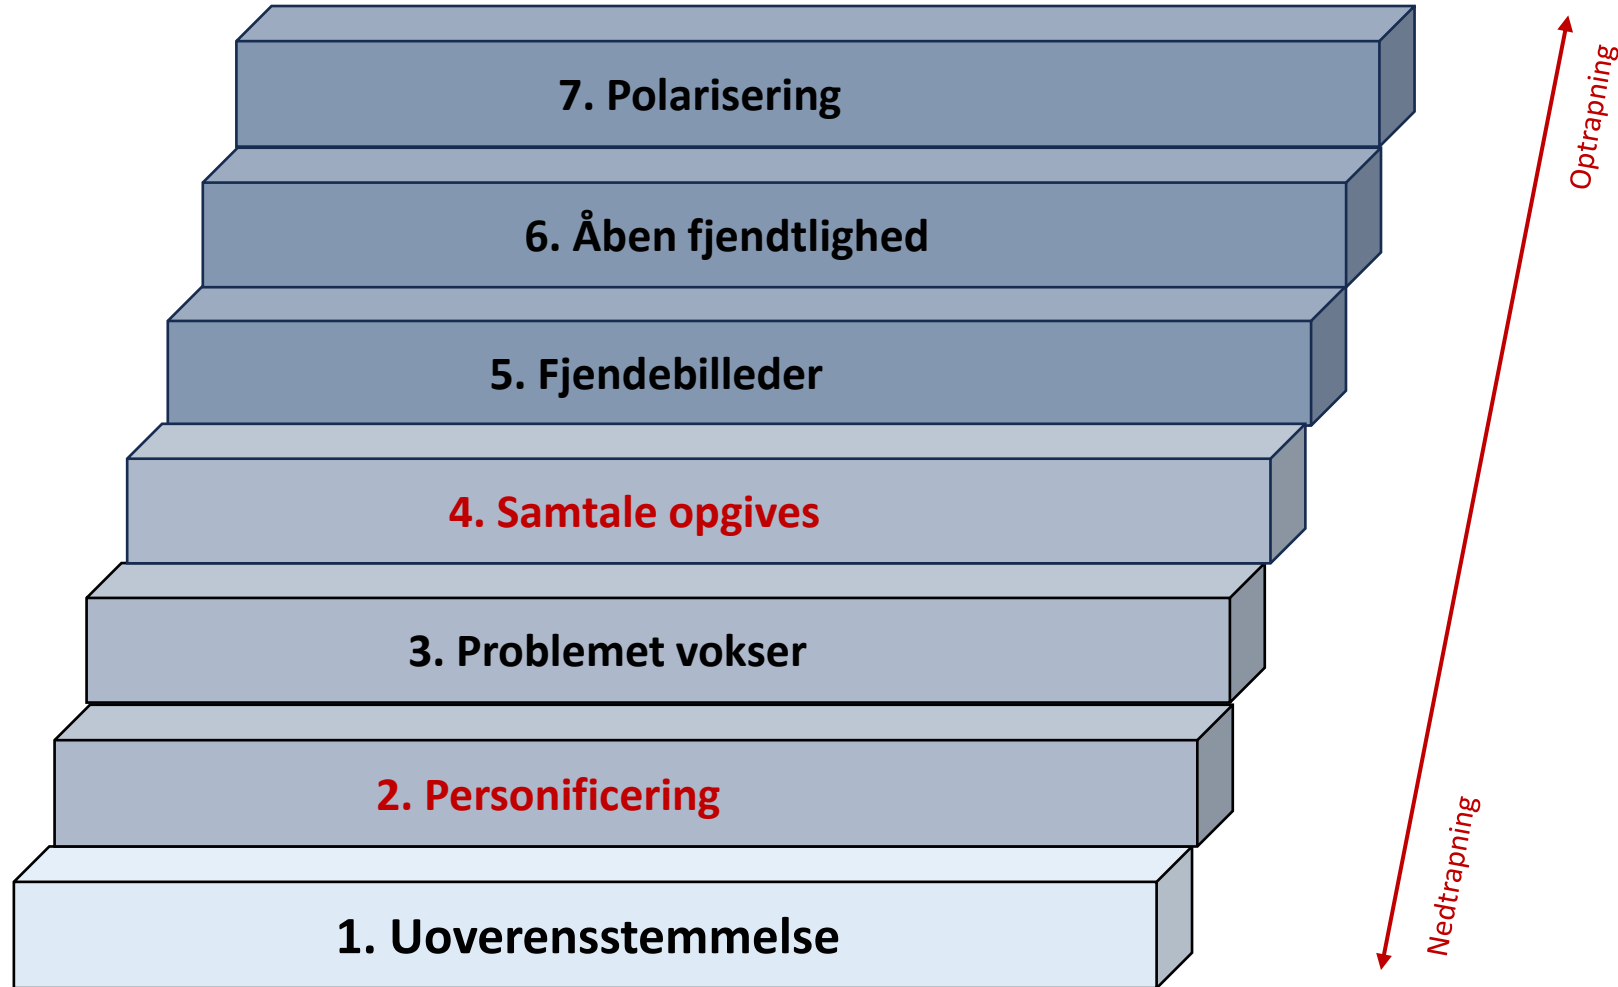 7. Polarisering
Optrapning
6. Åben fjendtlighed
5. Fjendebilleder
4. Samtale opgives
3. Problemet vokser
2. Personificering
Nedtrapning
1. Uoverensstemmelse